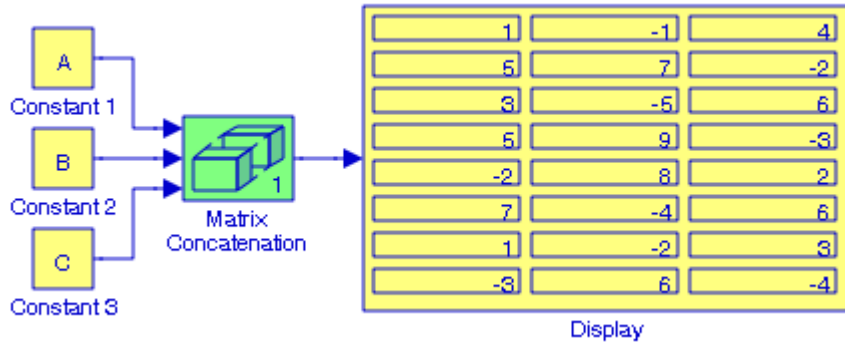 A
Constant 1
B
Constant 2
C
Constant 3
1
Matrix
Concatenation
1 -1 4
5 7 -2
3 -5 6
5 9 -3
-2 8 2
7 -4 6
1 -2 3
-3 6 -4
Display